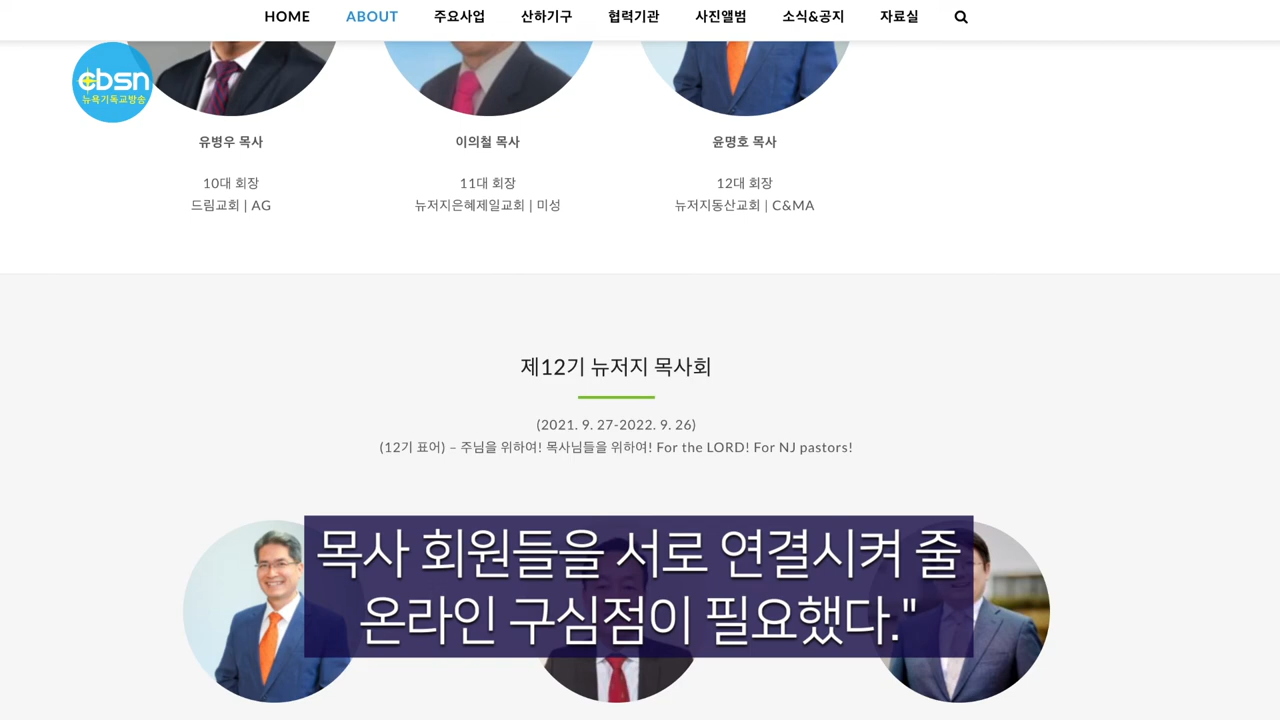 HOME ABOUT 주요사업 산하기구 협력기관 사진앨범 소식&공지 자료실
cbsn
뉴욕기독교방송
유병우 목사 이의철 목사 윤명호 목사
10대 회장 11대 회장 12대 회장
드림교회 | AG 뉴저지은혜제일교회 | 미성 뉴저지동산교회 | C&MA
제12기 뉴저지 목사회
(2021. 9. 27-2022. 9. 26)
(12기 표어) – 주님을 위하여! 목사님들을 위하여! For the LORD! For NJ pastors!
목사 회원들을 서로 연결시켜 줄
온라인 구심점이 필요했다."